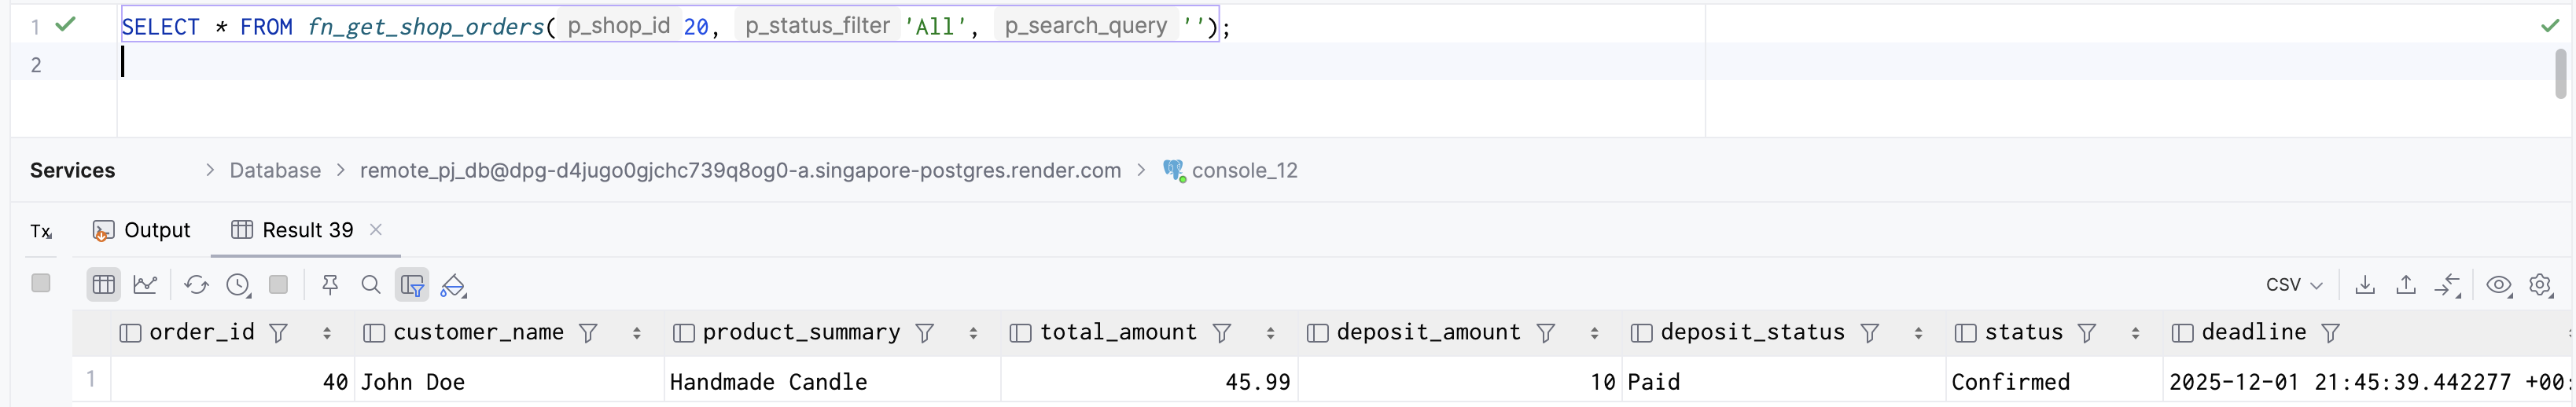 1 SELECT * FROM fn_get_shop_orders( p_shop_id 20, p_status_filter 'All', p_search_query '');
2
Services > Database > remote_pj_db@dpg-d4jugo0gjchc739q8og0-a.singapore-postgres.render.com > console_12
Tx Output Result 39
CSV
order_id customer_name product_summary total_amount deposit_amount deposit_status status deadline
1 40 John Doe Handmade Candle 45.99 10 Paid Confirmed 2025-12-01 21:45:39.442277 +00: